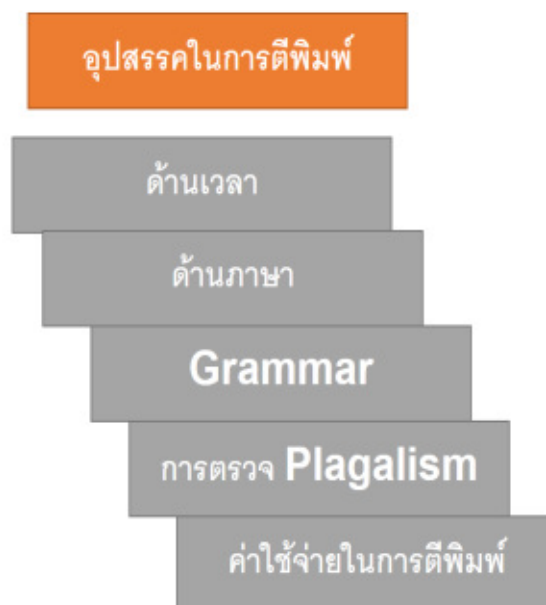 อุปสรรคในการตีพิมพ์
ด้านเวลา
ด้านภาษา
Grammar
การตรวจ Plagalism
ค่าใช้จ่ายในการตีพิมพ์